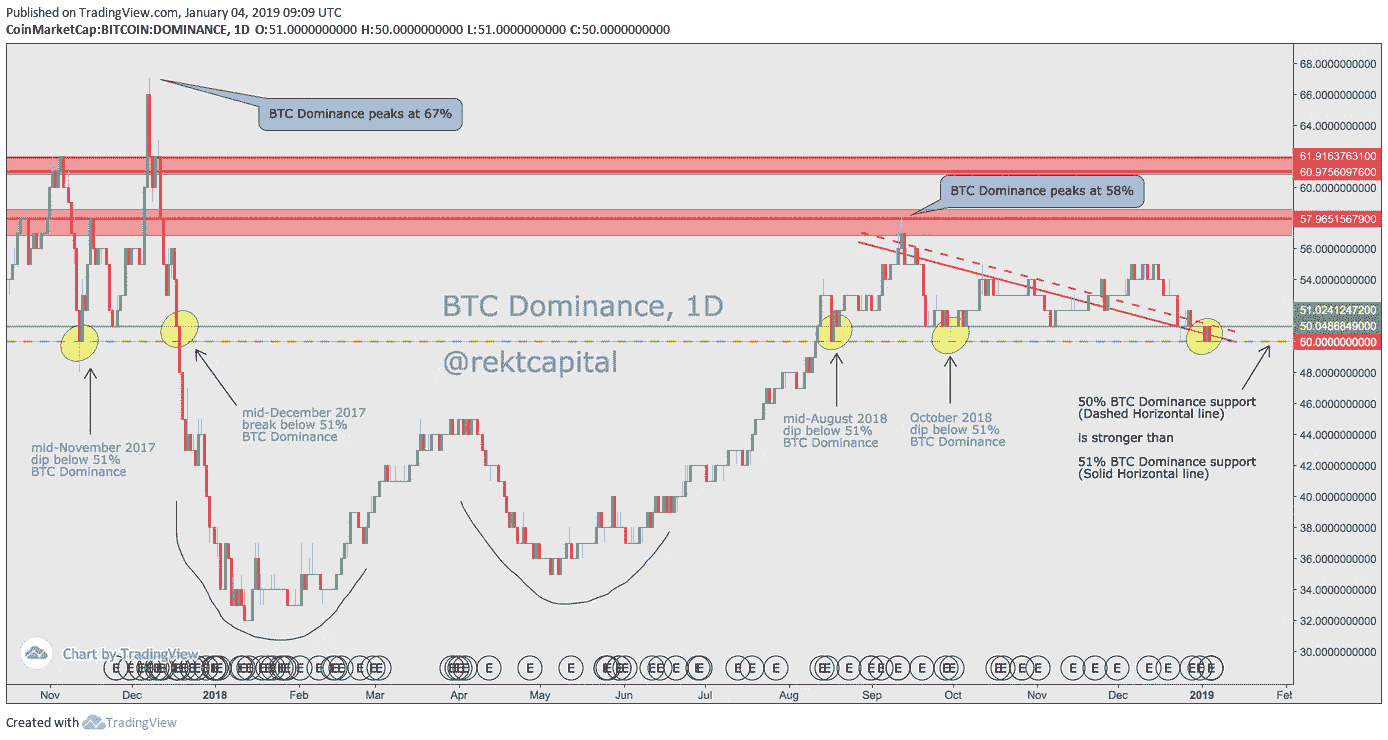 Published on TradingView.com, January 04, 2019 09:09 UTC
CoinMarketCap:BITCOIN:DOMINANCE, 1D O:51.0000000000 H:50.0000000000 L:51.0000000000 C:50.0000000000
BTC Dominance peaks at 67%
BTC Dominance peaks at 58%
BTC Dominance, 1D
@rektcapital
mid-November 2017
dip below 51%
BTC Dominance
mid-December 2017
break below 51%
BTC Dominance
mid-August 2018
dip below 51%
BTC Dominance
October 2018
dip below 51%
BTC Dominance
50% BTC Dominance support
(Dashed Horizontal line)
is stronger than
51% BTC Dominance support
(Solid Horizontal line)
68.0000000000
66.0000000000
64.0000000000
61.9163763100
60.9756097600
60.0000000000
57.9651567900
56.0000000000
54.0000000000
51.0241247200
50.0486849000
50.0000000000
48.0000000000
46.0000000000
44.0000000000
42.0000000000
40.0000000000
38.0000000000
36.0000000000
34.0000000000
32.0000000000
30.0000000000
Chart by TradingView
Nov Dec 2018 Feb Mar Apr May Jun Jul Aug Sep Oct Nov Dec 2019
Created with TradingView